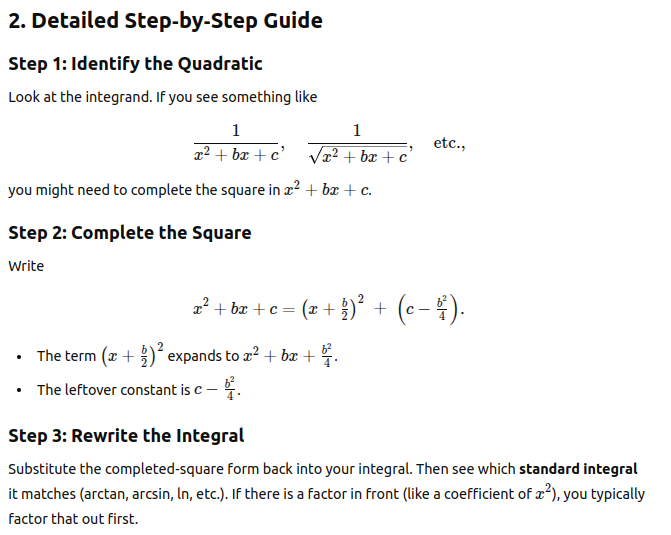 2. Detailed Step-by-Step Guide
Step 1: Identify the Quadratic
Look at the integrand. If you see something like
$\frac{1}{x^2 + bx + c}, \quad \frac{1}{\sqrt{x^2 + bx + c}}, \quad \text{etc.,}$
you might need to complete the square in $x^2 + bx + c$.
Step 2: Complete the Square
Write
$x^2 + bx + c = \left(x + \frac{b}{2}\right)^2 + \left(c - \frac{b^2}{4}\right).$
• The term $\left(x + \frac{b}{2}\right)^2$ expands to $x^2 + bx + \frac{b^2}{4}$.
• The leftover constant is $c - \frac{b^2}{4}$.
Step 3: Rewrite the Integral
Substitute the completed-square form back into your integral. Then see which standard integral
it matches (arctan, arcsin, ln, etc.). If there is a factor in front (like a coefficient of $x^2$), you typically
factor that out first.